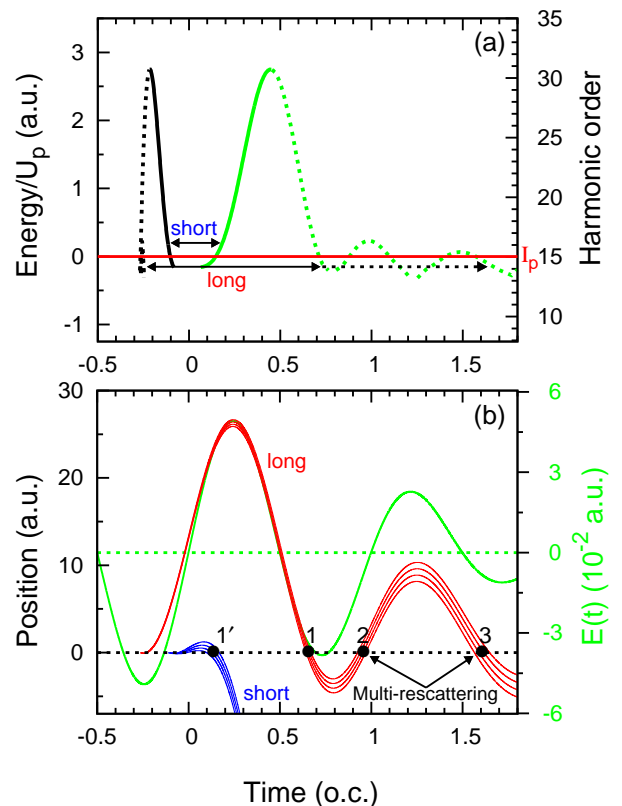 (a)
3
2
1
0
-1
Energy/Up (a.u.)
35
30
25
20
15
10
Harmonic order
short
long
Ip
-0.5 0 0.5 1 1.5
(b)
30
20
10
0
Position (a.u.)
6
3
0
-3
-6
E(t) (10-2 a.u.)
long
1′ 1 2 3
short
Multi-rescattering
-0.5 0 0.5 1 1.5
Time (o.c.)